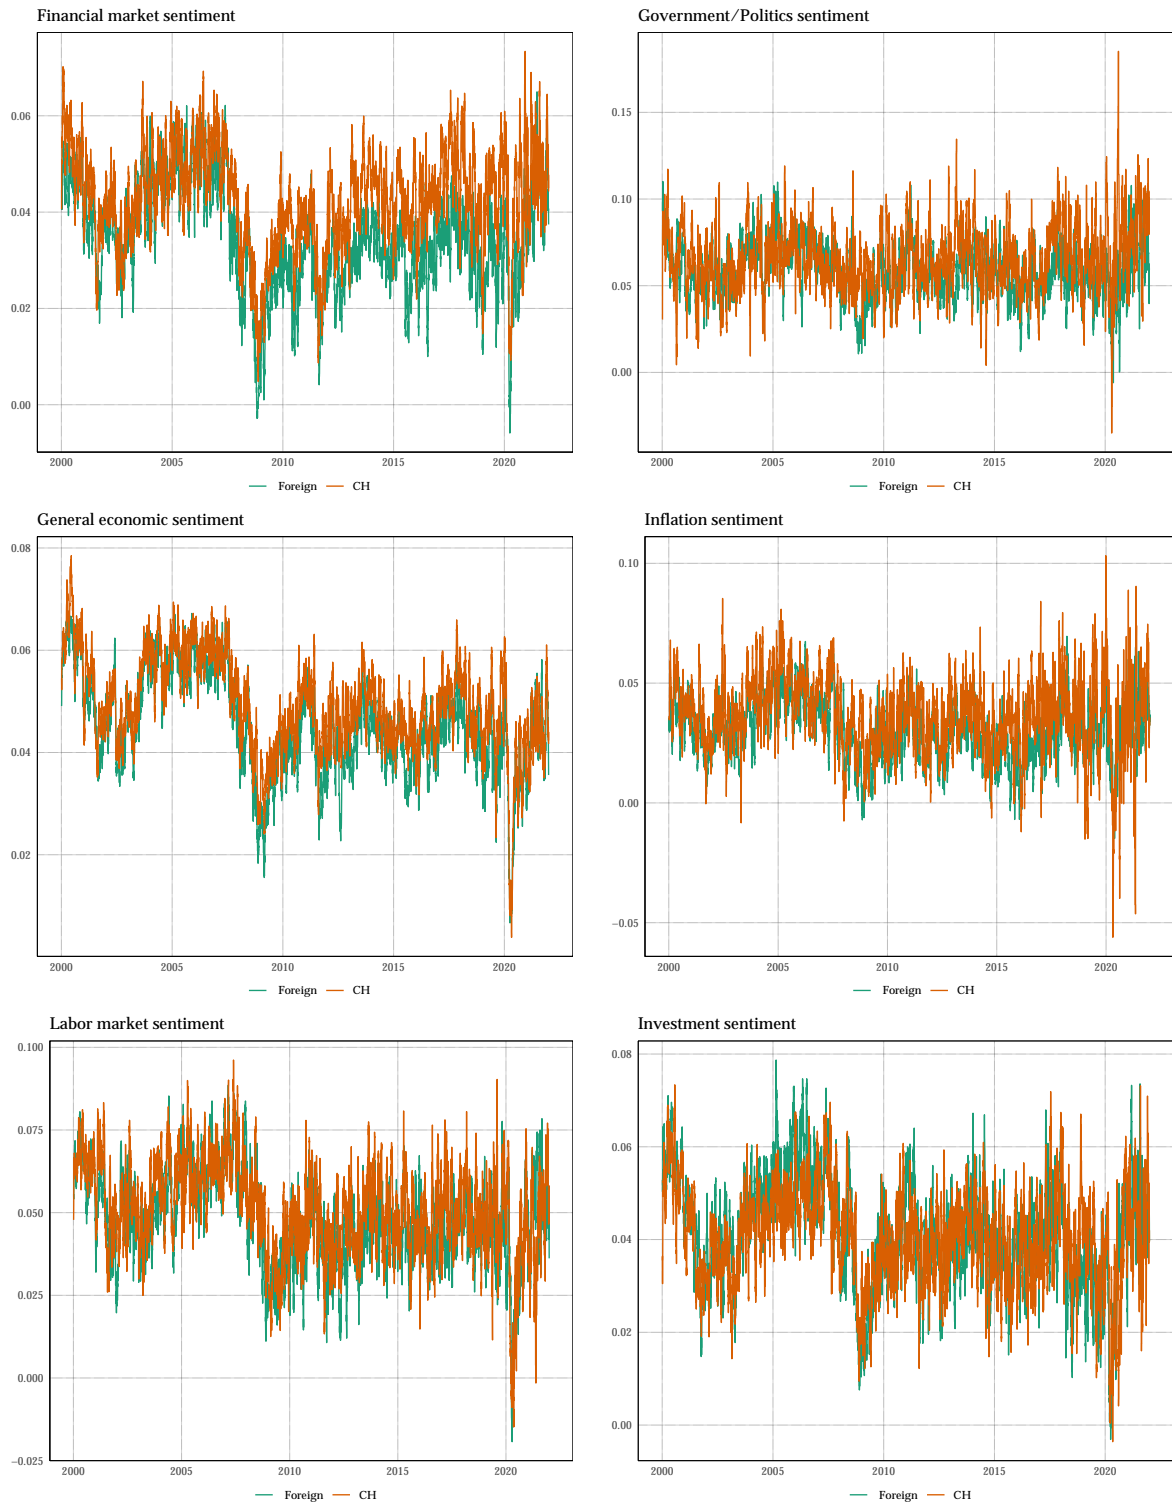 Financial market sentiment
0.06
0.04
0.02
0.00
2000 2005 2010 2015 2020
Foreign CH
Government/Politics sentiment
0.15
0.10
0.05
0.00
2000 2005 2010 2015 2020
Foreign CH
General economic sentiment
0.08
0.06
0.04
0.02
2000 2005 2010 2015 2020
Foreign CH
Inflation sentiment
0.10
0.05
0.00
−0.05
2000 2005 2010 2015 2020
Foreign CH
Labor market sentiment
0.100
0.075
0.050
0.025
0.000
−0.025
2000 2005 2010 2015 2020
Foreign CH
Investment sentiment
0.08
0.06
0.04
0.02
0.00
2000 2005 2010 2015 2020
Foreign CH